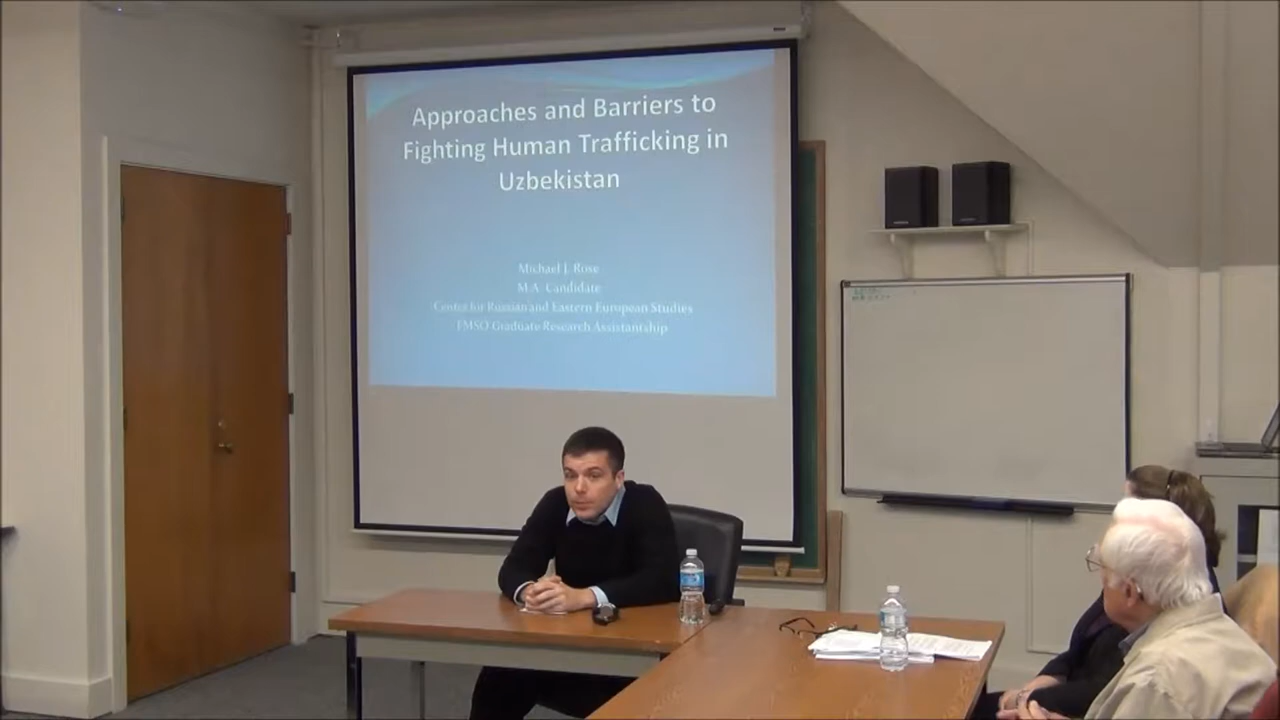 Approaches and Barriers to
Fighting Human Trafficking in
Uzbekistan
Michael J. Rose
M.A. Candidate
Center for Russian and Eastern European Studies
FMSO Graduate Research Assistantship